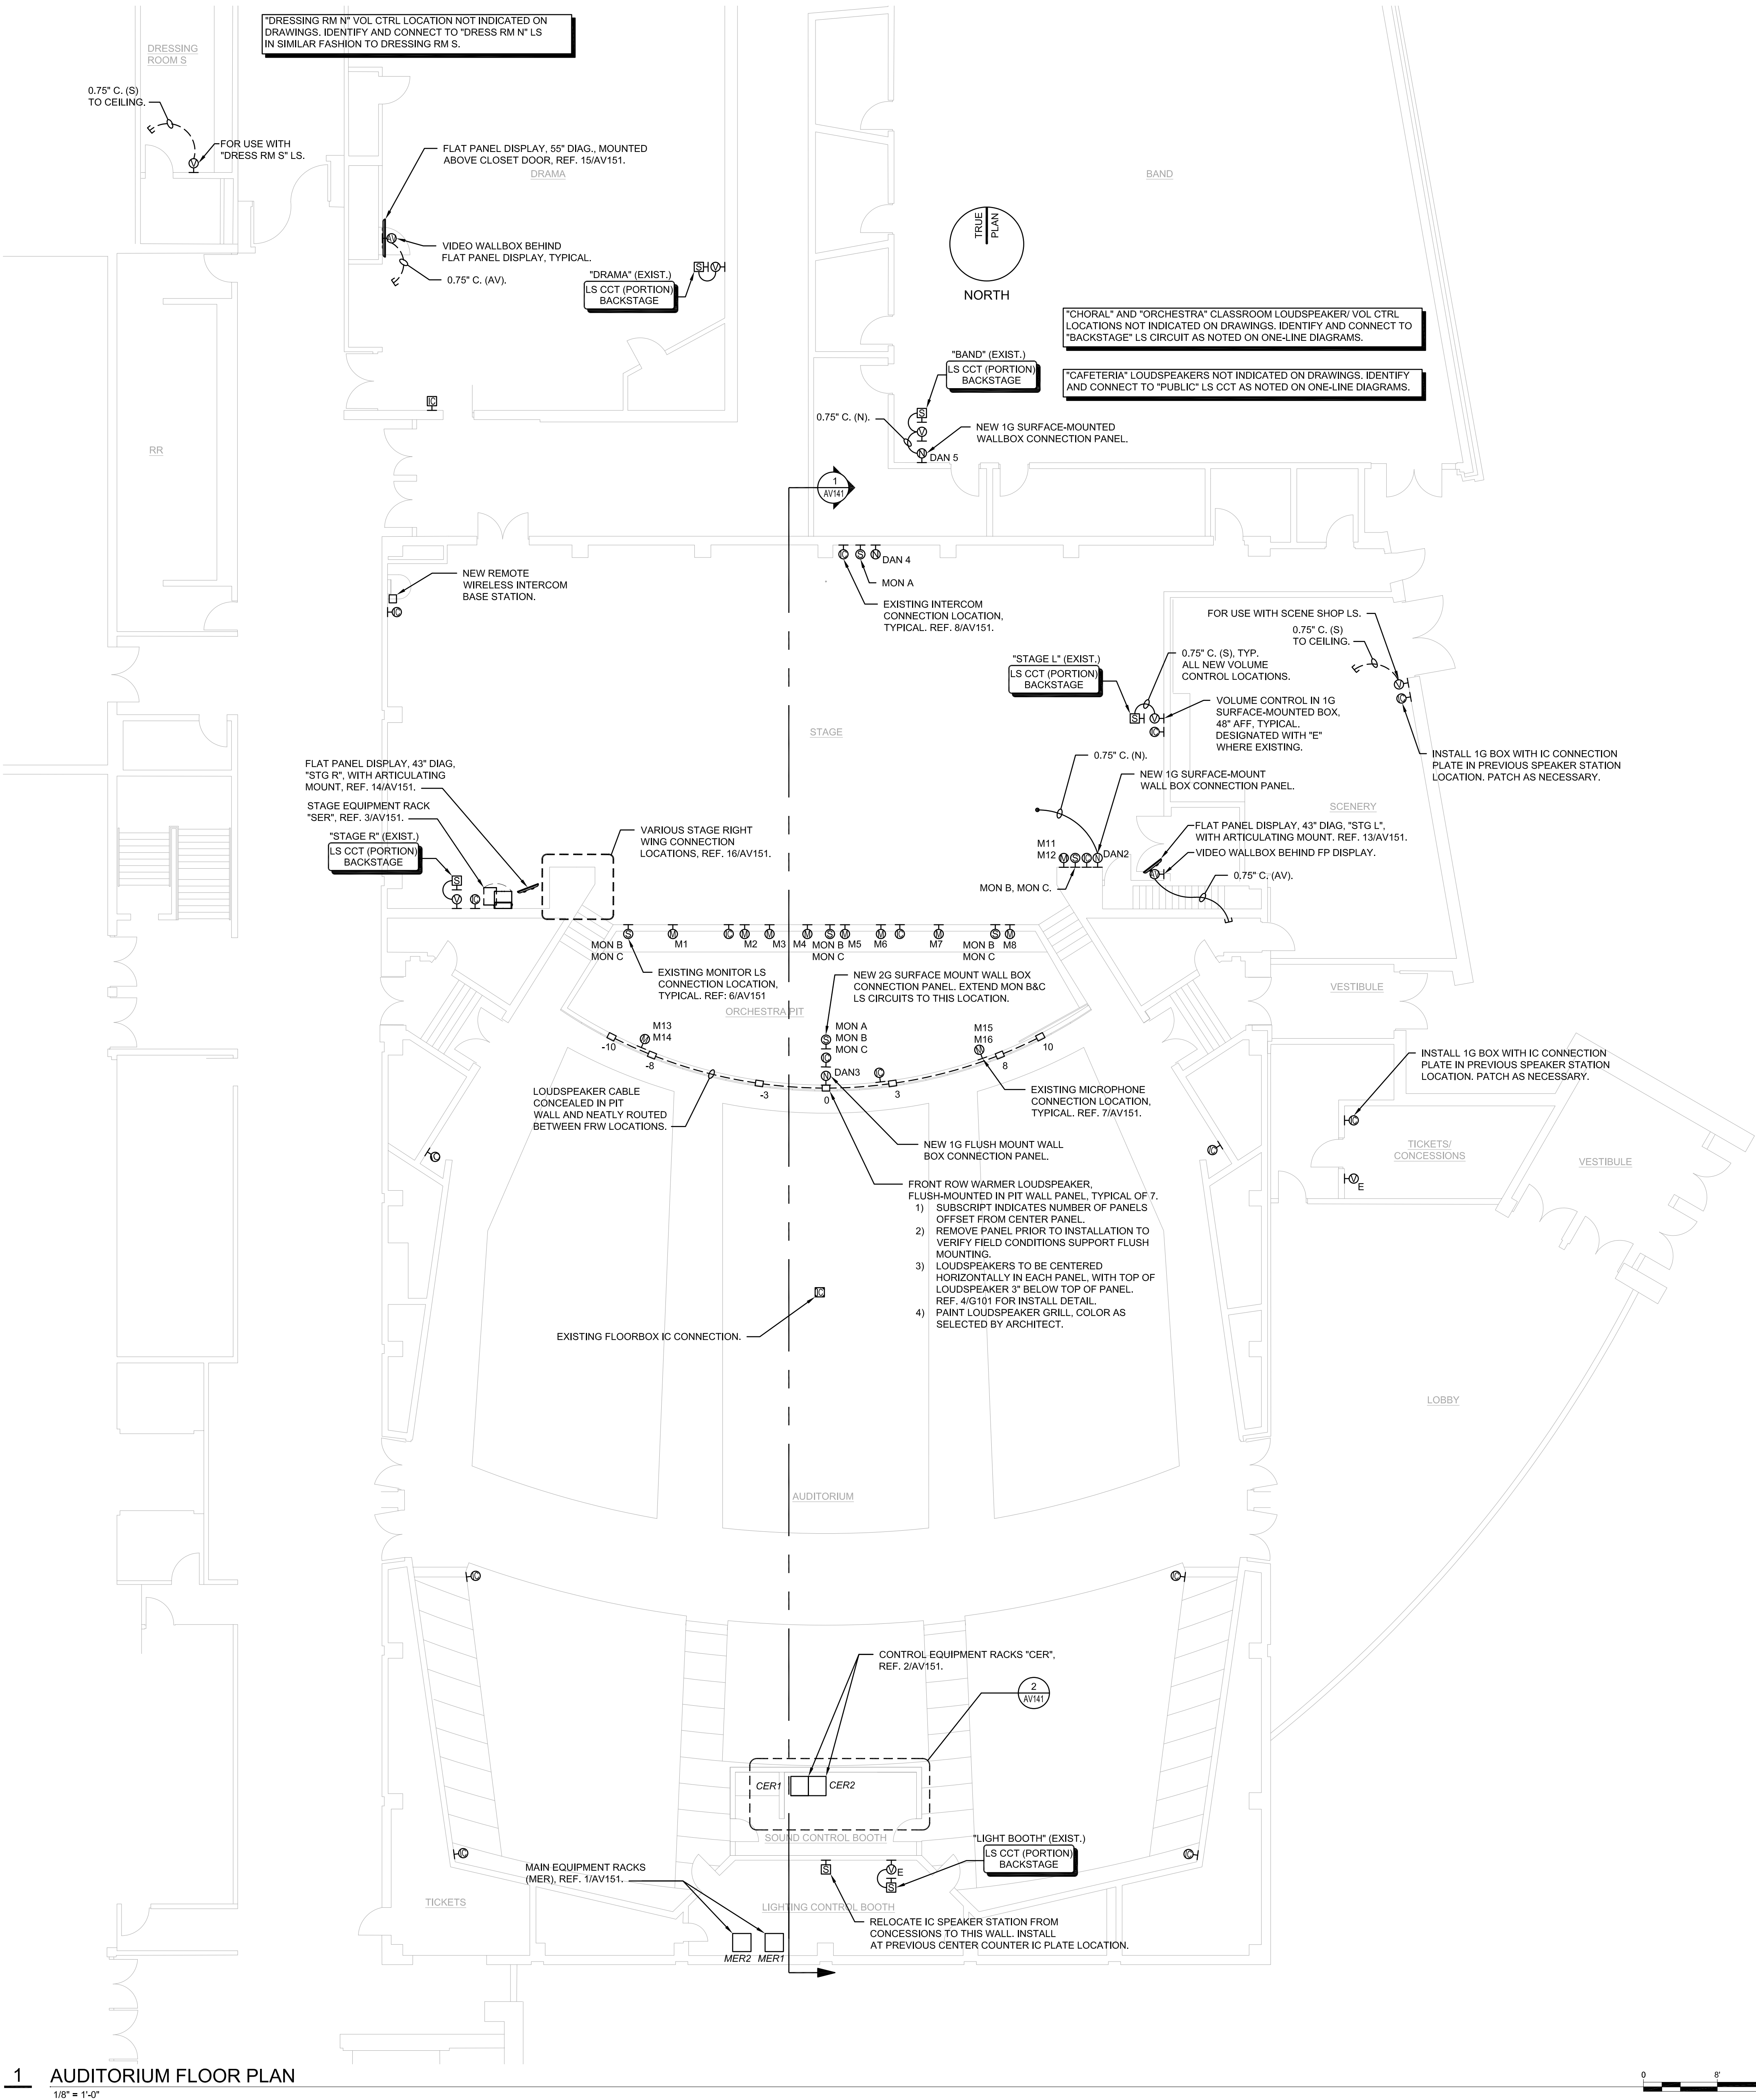 "DRESSING RM N" VOL CTRL LOCATION NOT INDICATED ON
DRAWINGS. IDENTIFY AND CONNECT TO "DRESS RM N" LS
IN SIMILAR FASHION TO DRESSING RM S.
DRESSING
ROOM S
0.75" C. (S)
TO CEILING.
E
V
FOR USE WITH
"DRESS RM S" LS.
FLAT PANEL DISPLAY, 55" DIAG., MOUNTED
ABOVE CLOSET DOOR, REF. 15/AV151.
DRAMA
BAND
AV
VIDEO WALLBOX BEHIND
FLAT PANEL DISPLAY, TYPICAL.
E
0.75" C. (AV).
"DRAMA" (EXIST.)
LS CCT (PORTION)
BACKSTAGE
S V
TRUE
PLAN
NORTH
"CHORAL" AND "ORCHESTRA" CLASSROOM LOUDSPEAKER/ VOL CTRL
LOCATIONS NOT INDICATED ON DRAWINGS. IDENTIFY AND CONNECT TO
"BACKSTAGE" LS CIRCUIT AS NOTED ON ONE-LINE DIAGRAMS.
"CAFETERIA" LOUDSPEAKERS NOT INDICATED ON DRAWINGS. IDENTIFY
AND CONNECT TO "PUBLIC" LS CCT AS NOTED ON ONE-LINE DIAGRAMS.
"BAND" (EXIST.)
LS CCT (PORTION)
BACKSTAGE
IC
0.75" C. (N).
S
V
N
DAN 5
NEW 1G SURFACE-MOUNTED
WALLBOX CONNECTION PANEL.
RR
1
AV141
IC S N
DAN 4
MON A
EXISTING INTERCOM
CONNECTION LOCATION,
TYPICAL. REF. 8/AV151.
NEW REMOTE
WIRELESS INTERCOM
BASE STATION.
IC
FOR USE WITH SCENE SHOP LS.
0.75" C. (S)
TO CEILING.
E
V
IC
"STAGE L" (EXIST.)
LS CCT (PORTION)
BACKSTAGE
0.75" C. (S), TYP.
ALL NEW VOLUME
CONTROL LOCATIONS.
S V
IC
VOLUME CONTROL IN 1G
SURFACE-MOUNTED BOX,
48" AFF, TYPICAL,
DESIGNATED WITH "E"
WHERE EXISTING.
STAGE
INSTALL 1G BOX WITH IC CONNECTION
PLATE IN PREVIOUS SPEAKER STATION
LOCATION. PATCH AS NECESSARY.
0.75" C. (N).
NEW 1G SURFACE-MOUNT
WALL BOX CONNECTION PANEL.
SCENERY
FLAT PANEL DISPLAY, 43" DIAG,
"STG R", WITH ARTICULATING
MOUNT, REF. 14/AV151.
STAGE EQUIPMENT RACK
"SER", REF. 3/AV151.
"STAGE R" (EXIST.)
LS CCT (PORTION)
BACKSTAGE
S
V IC
VARIOUS STAGE RIGHT
WING CONNECTION
LOCATIONS, REF. 16/AV151.
FLAT PANEL DISPLAY, 43" DIAG, "STG L",
WITH ARTICULATING MOUNT. REF. 13/AV151.
VIDEO WALLBOX BEHIND FP DISPLAY.
M11
M12
M S IC N
DAN2
AV
0.75" C. (AV).
MON B, MON C.
S M IC M M M S M M IC M S M
MON B
MON C
M1 M2 M3 M4
MON B
MON C
M5 M6 M7
MON B
MON C
M8
EXISTING MONITOR LS
CONNECTION LOCATION,
TYPICAL. REF: 6/AV151
NEW 2G SURFACE MOUNT WALL BOX
CONNECTION PANEL. EXTEND MON B&C
LS CIRCUITS TO THIS LOCATION.
ORCHESTRA PIT
VESTIBULE
M13
M14
M
MON A
MON B
MON C
S
IC
N
DAN3
IC
M15
M16
M
-10
-8
-3
0
3
8
10
LOUDSPEAKER CABLE
CONCEALED IN PIT
WALL AND NEATLY ROUTED
BETWEEN FRW LOCATIONS.
EXISTING MICROPHONE
CONNECTION LOCATION,
TYPICAL. REF. 7/AV151.
INSTALL 1G BOX WITH IC CONNECTION
PLATE IN PREVIOUS SPEAKER STATION
LOCATION. PATCH AS NECESSARY.
IC
NEW 1G FLUSH MOUNT WALL
BOX CONNECTION PANEL.
IC
IC
TICKETS/
CONCESSIONS
VESTIBULE
V
E
FRONT ROW WARMER LOUDSPEAKER,
FLUSH-MOUNTED IN PIT WALL PANEL, TYPICAL OF 7.
1) SUBSCRIPT INDICATES NUMBER OF PANELS
OFFSET FROM CENTER PANEL.
2) REMOVE PANEL PRIOR TO INSTALLATION TO
VERIFY FIELD CONDITIONS SUPPORT FLUSH
MOUNTING.
3) LOUDSPEAKERS TO BE CENTERED
HORIZONTALLY IN EACH PANEL, WITH TOP OF
LOUDSPEAKER 3" BELOW TOP OF PANEL.
REF. 4/G101 FOR INSTALL DETAIL.
4) PAINT LOUDSPEAKER GRILL, COLOR AS
SELECTED BY ARCHITECT.
IC
EXISTING FLOORBOX IC CONNECTION.
LOBBY
AUDITORIUM
IC
IC
CONTROL EQUIPMENT RACKS "CER",
REF. 2/AV151.
2
AV141
CER1
CER2
SOUND CONTROL BOOTH
"LIGHT BOOTH" (EXIST.)
LS CCT (PORTION)
BACKSTAGE
IC
IC
S
V
E
S
MAIN EQUIPMENT RACKS
(MER), REF. 1/AV151.
TICKETS
LIGHTING CONTROL BOOTH
RELOCATE IC SPEAKER STATION FROM
CONCESSIONS TO THIS WALL. INSTALL
AT PREVIOUS CENTER COUNTER IC PLATE LOCATION.
MER2 MER1
1 AUDITORIUM FLOOR PLAN
1/8" = 1'-0"
0 8'